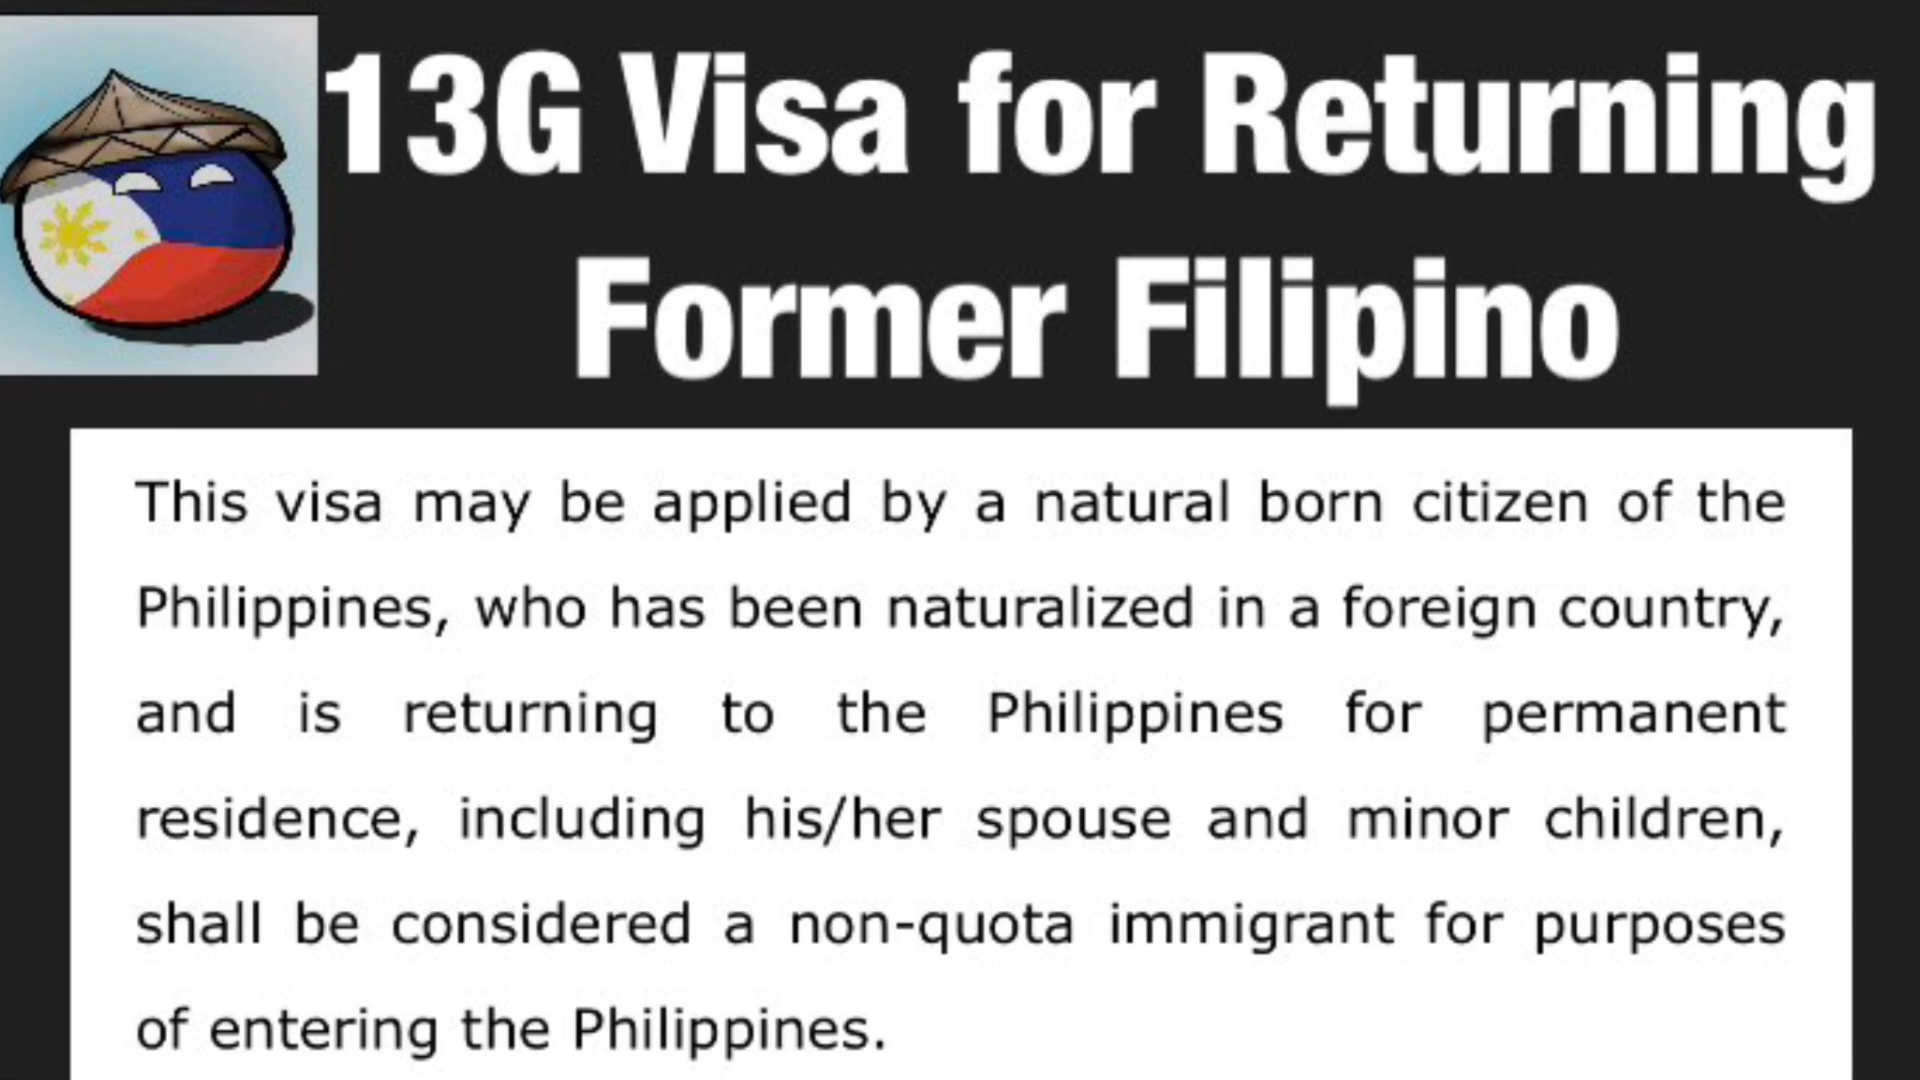 13G Visa for Returning
Former Filipino
This visa may be applied by a natural born citizen of the
Philippines, who has been naturalized in a foreign country,
and is returning to the Philippines for permanent
residence, including his/her spouse and minor children,
shall be considered a non-quota immigrant for purposes
of entering the Philippines.